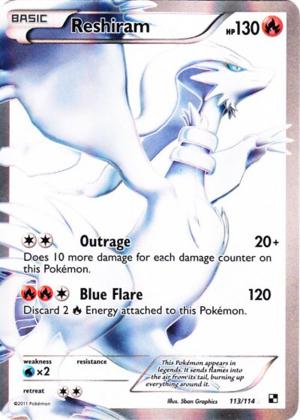 BASIC
Reshiram
HP130
Outrage 20+
Does 10 more damage for each damage counter on
this Pokémon.
Blue Flare 120
Discard 2 Energy attached to this Pokémon.
weakness
resistance
×2
This Pokémon appears in
legends. It sends flames into
the air from its tail, burning up
everything around it.
retreat
©2011 Pokémon
Illus. 5ban Graphics
113/114